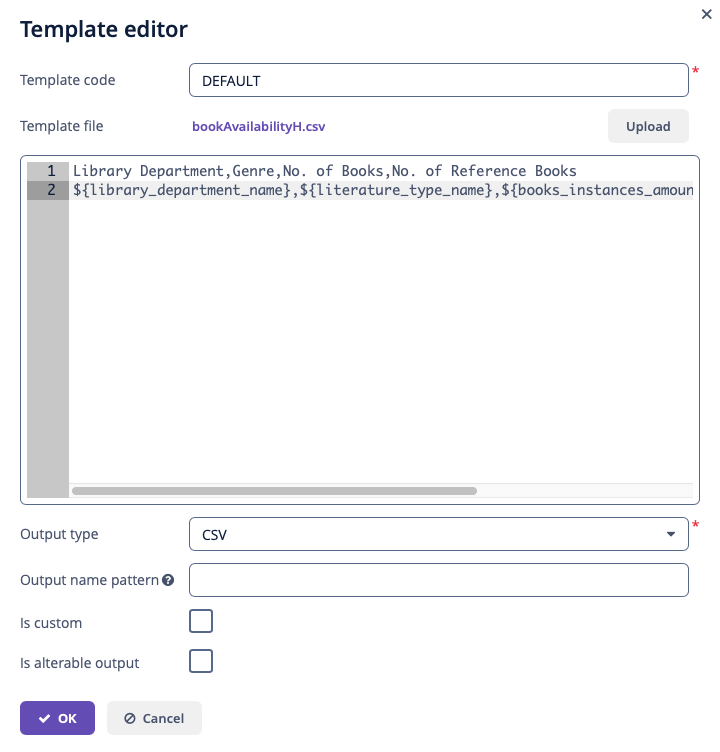 Template editor
Template code
DEFAULT
*
Template file
bookAvailabilityH.csv
Upload
1 Library Department,Genre,No. of Books,No. of Reference Books
2 ${library_department_name},${literature_type_name},${books_instances_amoun
Output type
CSV
*
Output name pattern
Is custom
Is alterable output
OK
Cancel